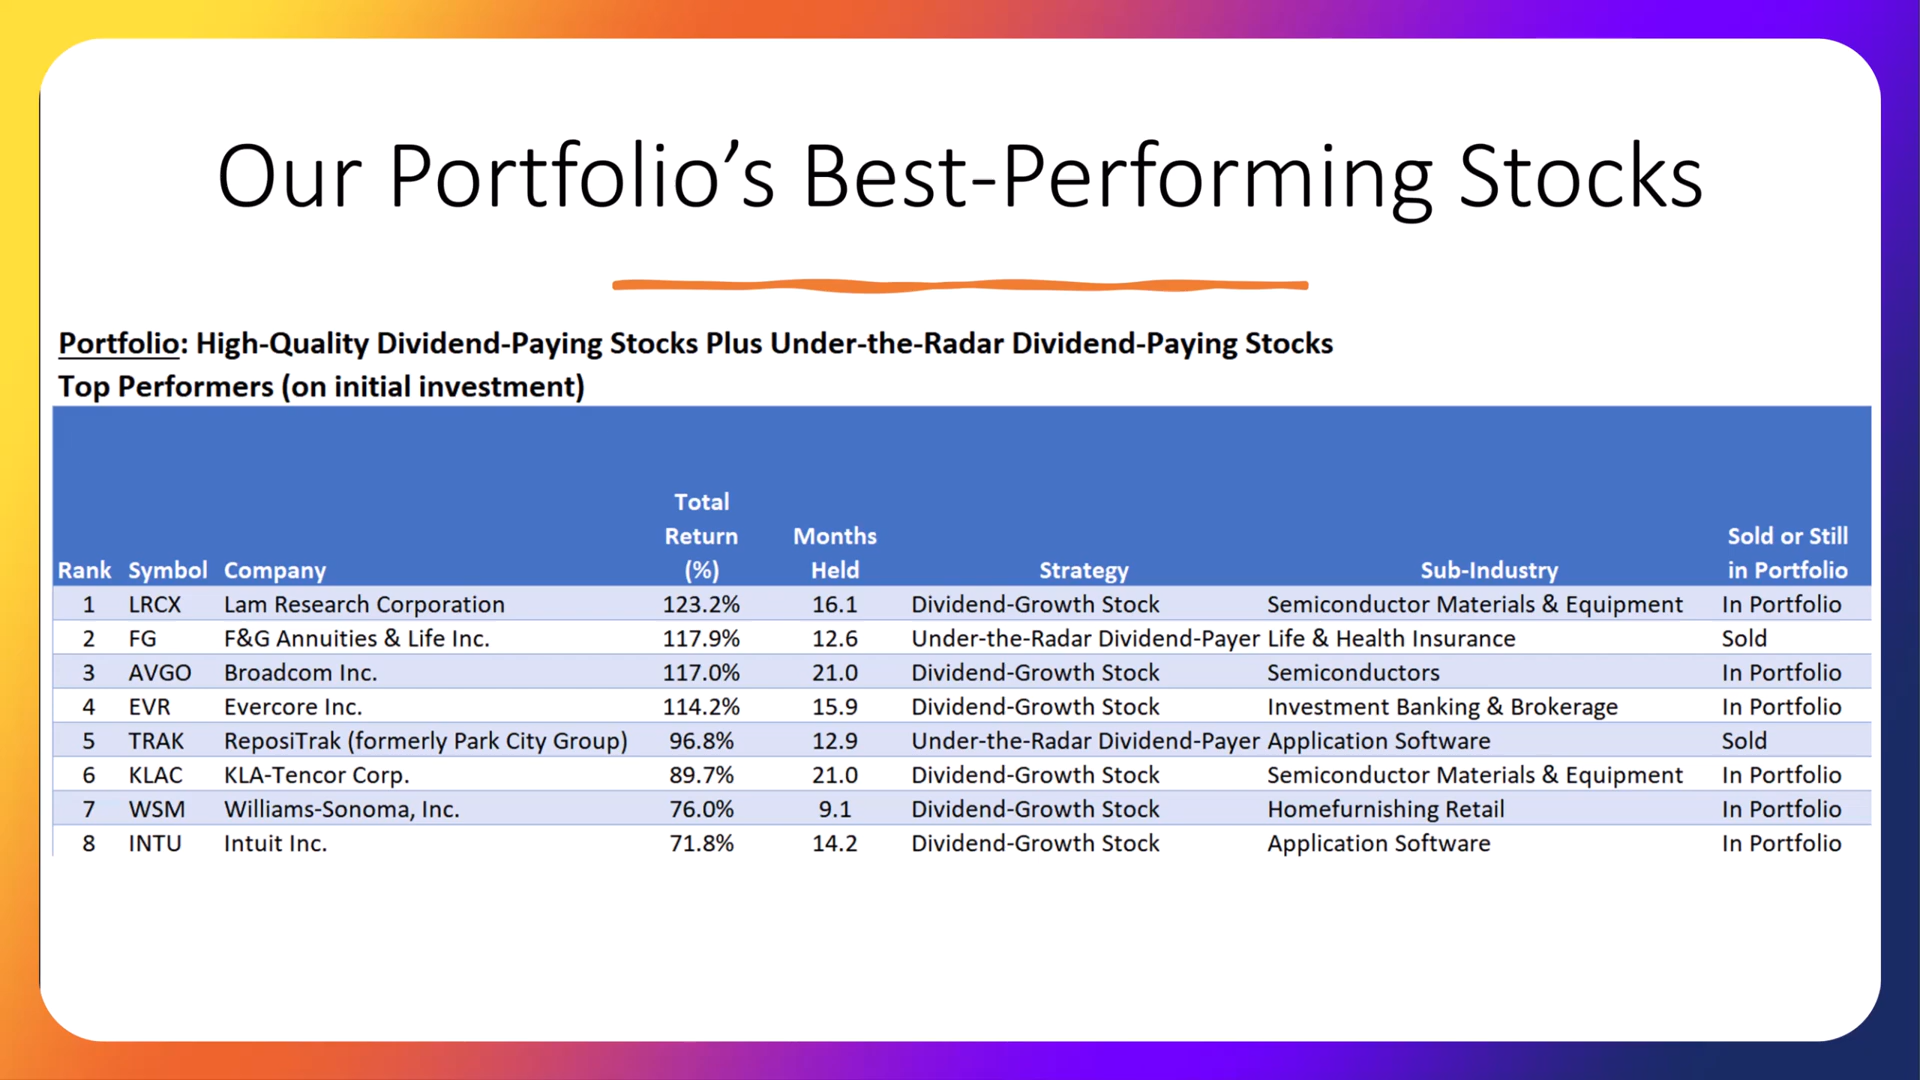 Our Portfolio’s Best-Performing Stocks
Portfolio: High-Quality Dividend-Paying Stocks Plus Under-the-Radar Dividend-Paying Stocks
Top Performers (on initial investment)
Rank Symbol Company Total Return (%) Months Held Strategy Sub-Industry Sold or Still in Portfolio
1 LRCX Lam Research Corporation 123.2% 16.1 Dividend-Growth Stock Semiconductor Materials & Equipment In Portfolio
2 FG F&G Annuities & Life Inc. 117.9% 12.6 Under-the-Radar Dividend-Payer Life & Health Insurance Sold
3 AVGO Broadcom Inc. 117.0% 21.0 Dividend-Growth Stock Semiconductors In Portfolio
4 EVR Evercore Inc. 114.2% 15.9 Dividend-Growth Stock Investment Banking & Brokerage In Portfolio
5 TRAK ReposiTrak (formerly Park City Group) 96.8% 12.9 Under-the-Radar Dividend-Payer Application Software Sold
6 KLAC KLA-Tencor Corp. 89.7% 21.0 Dividend-Growth Stock Semiconductor Materials & Equipment In Portfolio
7 WSM Williams-Sonoma, Inc. 76.0% 9.1 Dividend-Growth Stock Homefurnishing Retail In Portfolio
8 INTU Intuit Inc. 71.8% 14.2 Dividend-Growth Stock Application Software In Portfolio